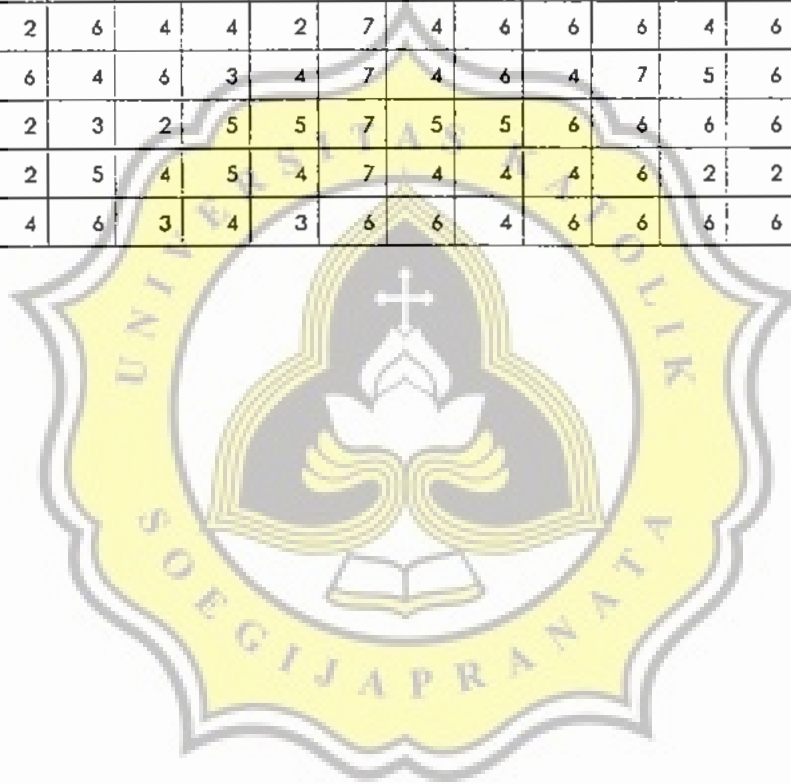 2 6 4 4 2 7 4 6 6 6 4 6
6 4 6 3 4 7 4 6 4 7 5 6
2 3 2 5 5 7 5 5 6 6 6 6
2 5 4 5 4 7 4 4 4 6 2 2
4 6 3 4 3 6 6 4 6 6 6 6
UNIVERSITAS KATOLIK
SOEGIJAPRANATA